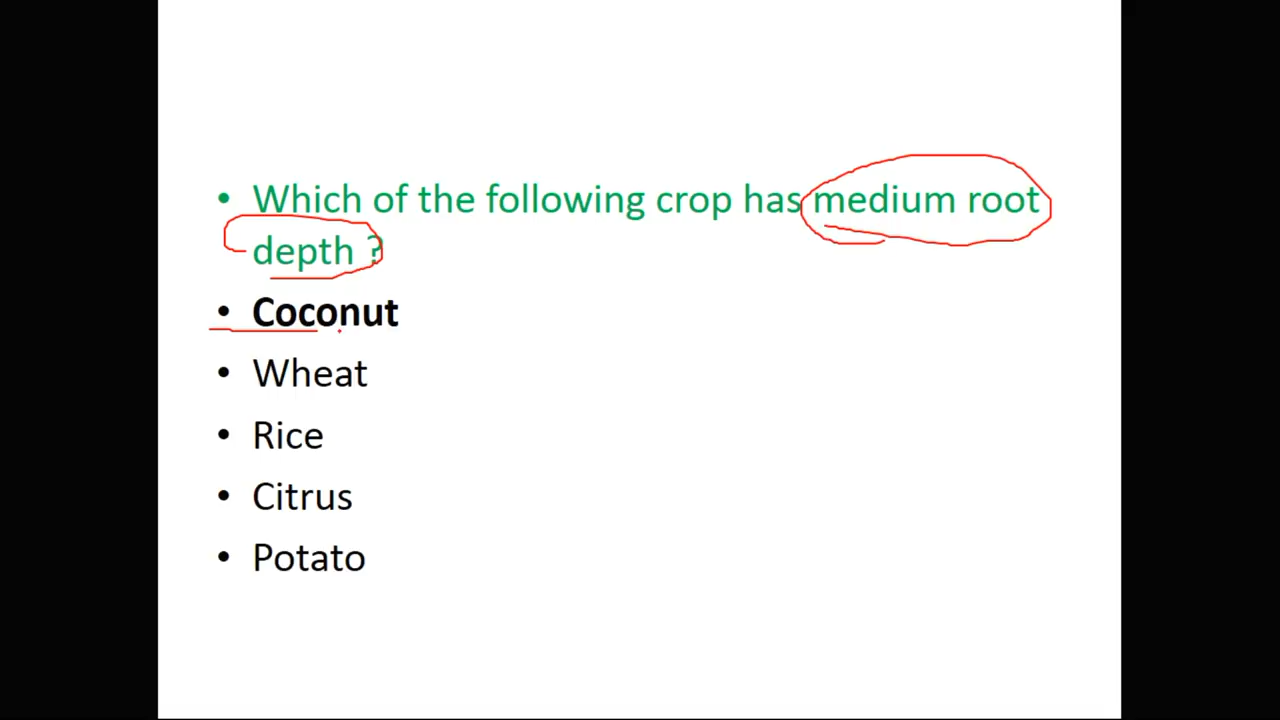 • Which of the following crop has medium root
depth ?
• Coconut
• Wheat
• Rice
• Citrus
• Potato